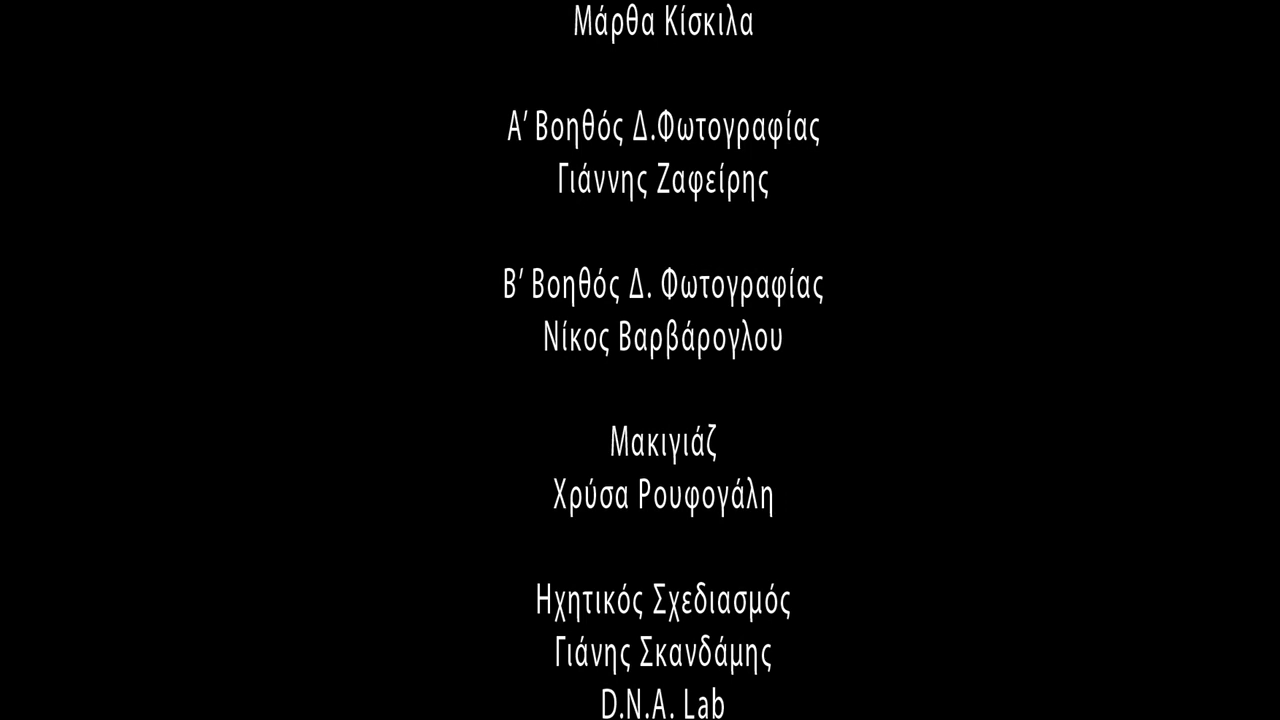 Μάρθα Κίσκιλα
Α’ Βοηθός Δ.Φωτογραφίας
Γιάννης Ζαφείρης
Β’ Βοηθός Δ. Φωτογραφίας
Νίκος Βαρβάρογλου
Μακιγιάζ
Χρύσα Ρουφογάλη
Ηχητικός Σχεδιασμός
Γιάνης Σκανδάμης
D.N.A. Lab